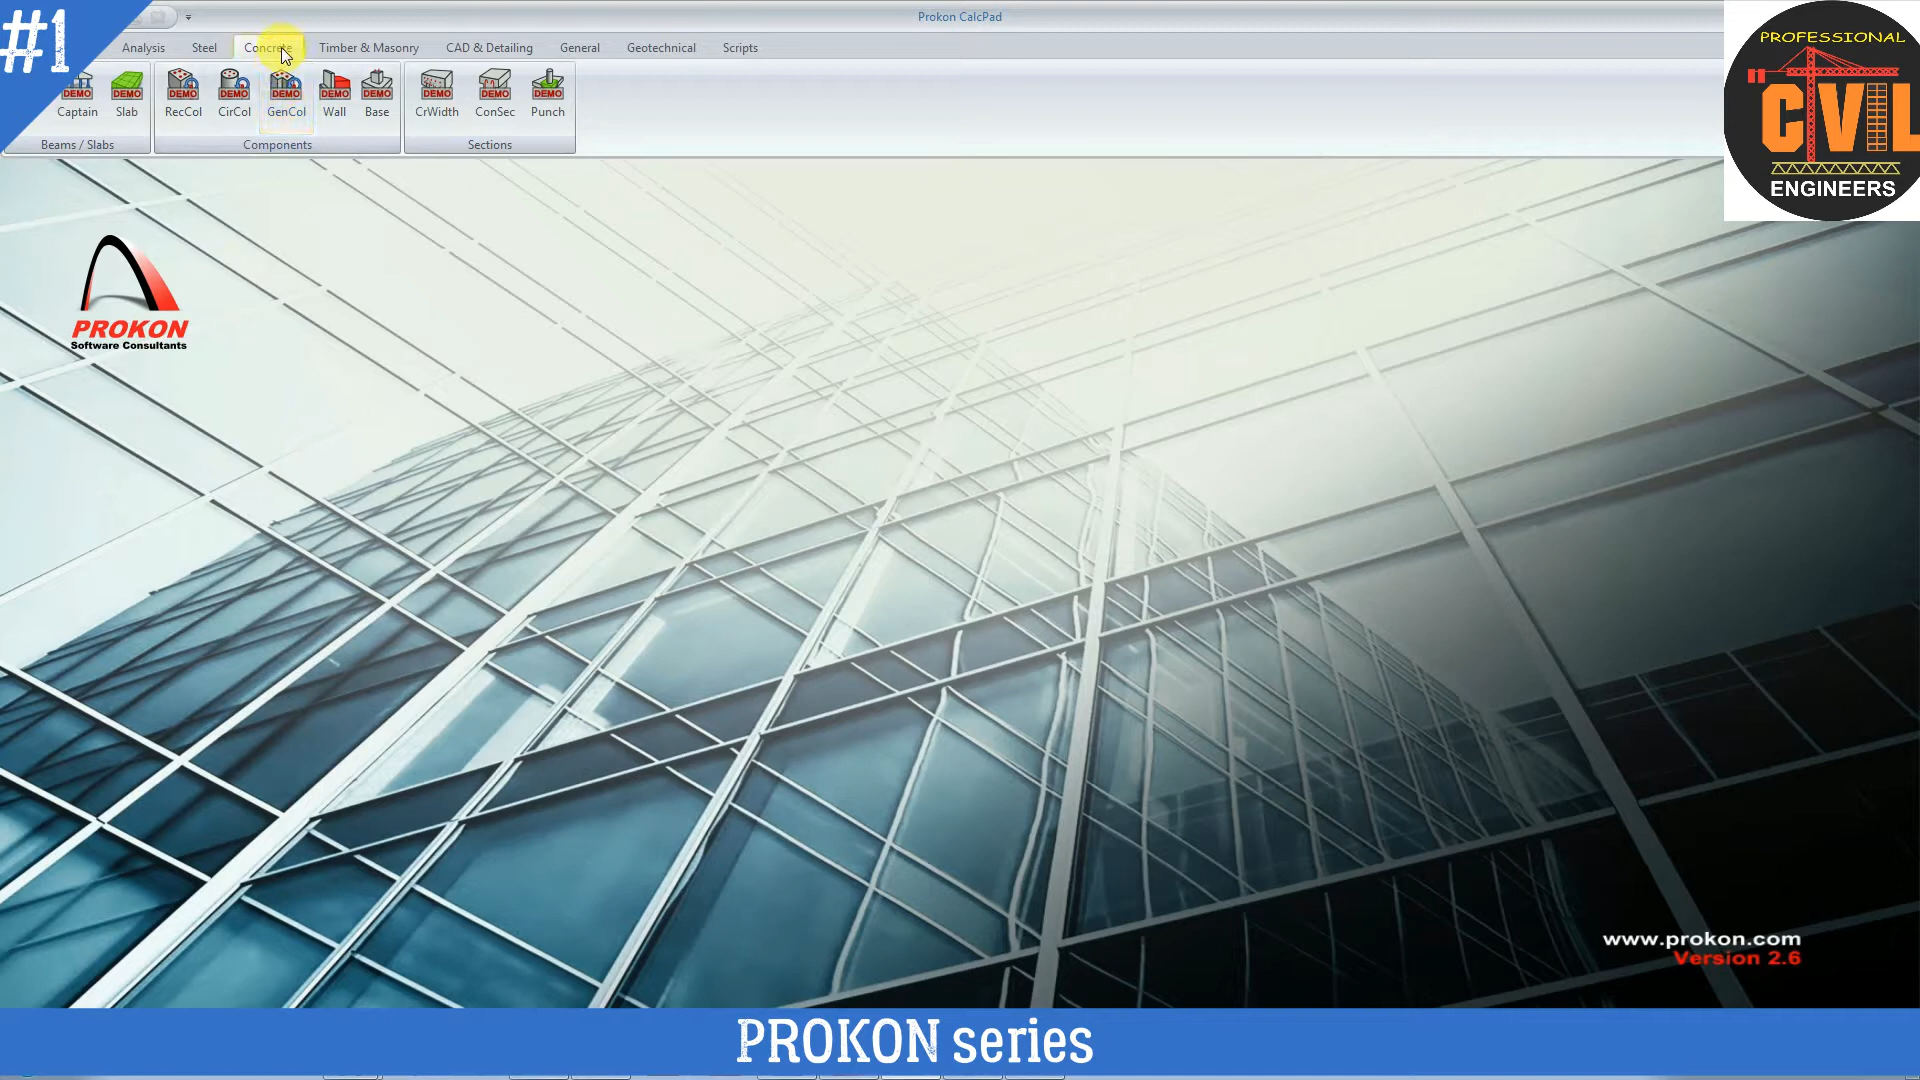 #1
Prokon CalcPad
Analysis Steel Concrete Timber & Masonry CAD & Detailing General Geotechnical Scripts
DEMO DEMO DEMO DEMO DEMO DEMO DEMO DEMO DEMO DEMO
Captain Slab RecCol CirCol GenCol Wall Base CrWidth ConSec Punch
Beams / Slabs Components Sections
PROFESSIONAL
CIVIL
ENGINEERS
PROKON
Software Consultants
www.prokon.com
Version 2.6
PROKON series